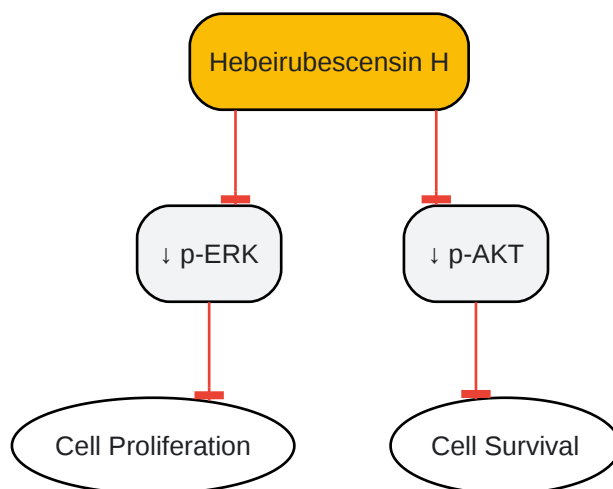 Hebeirubescensin H
↓ p-ERK
↓ p-AKT
Cell Proliferation
Cell Survival